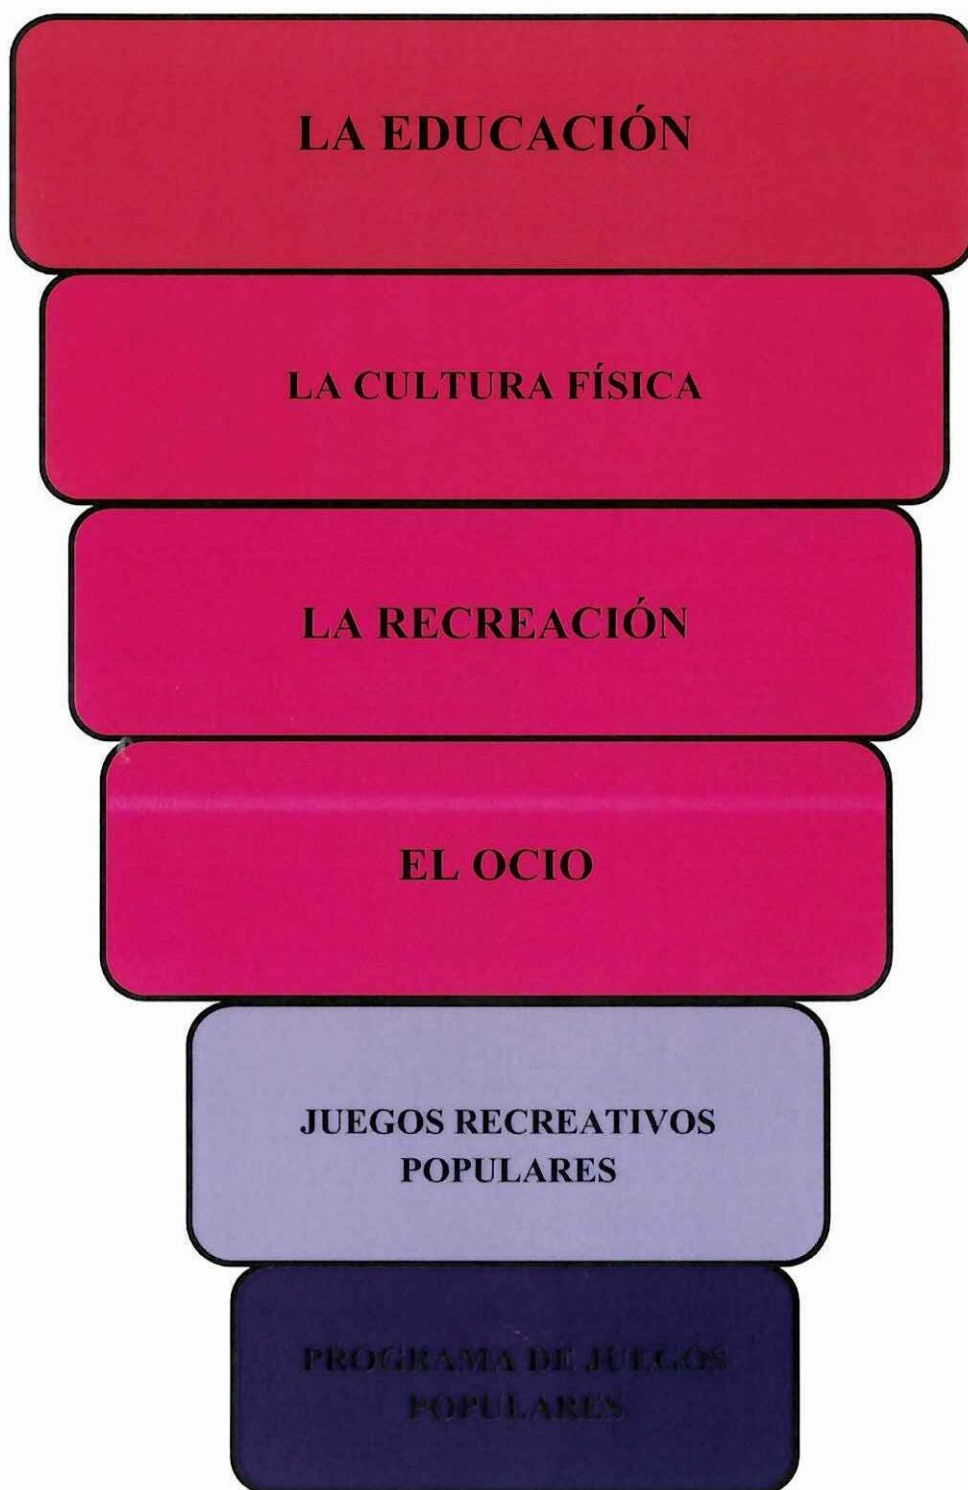 LA EDUCACIÓN
LA CULTURA FÍSICA
LA RECREACIÓN
EL OCIO
JUEGOS RECREATIVOS
POPULARES
PROGRAMA DE JUEGOS
POPULARES